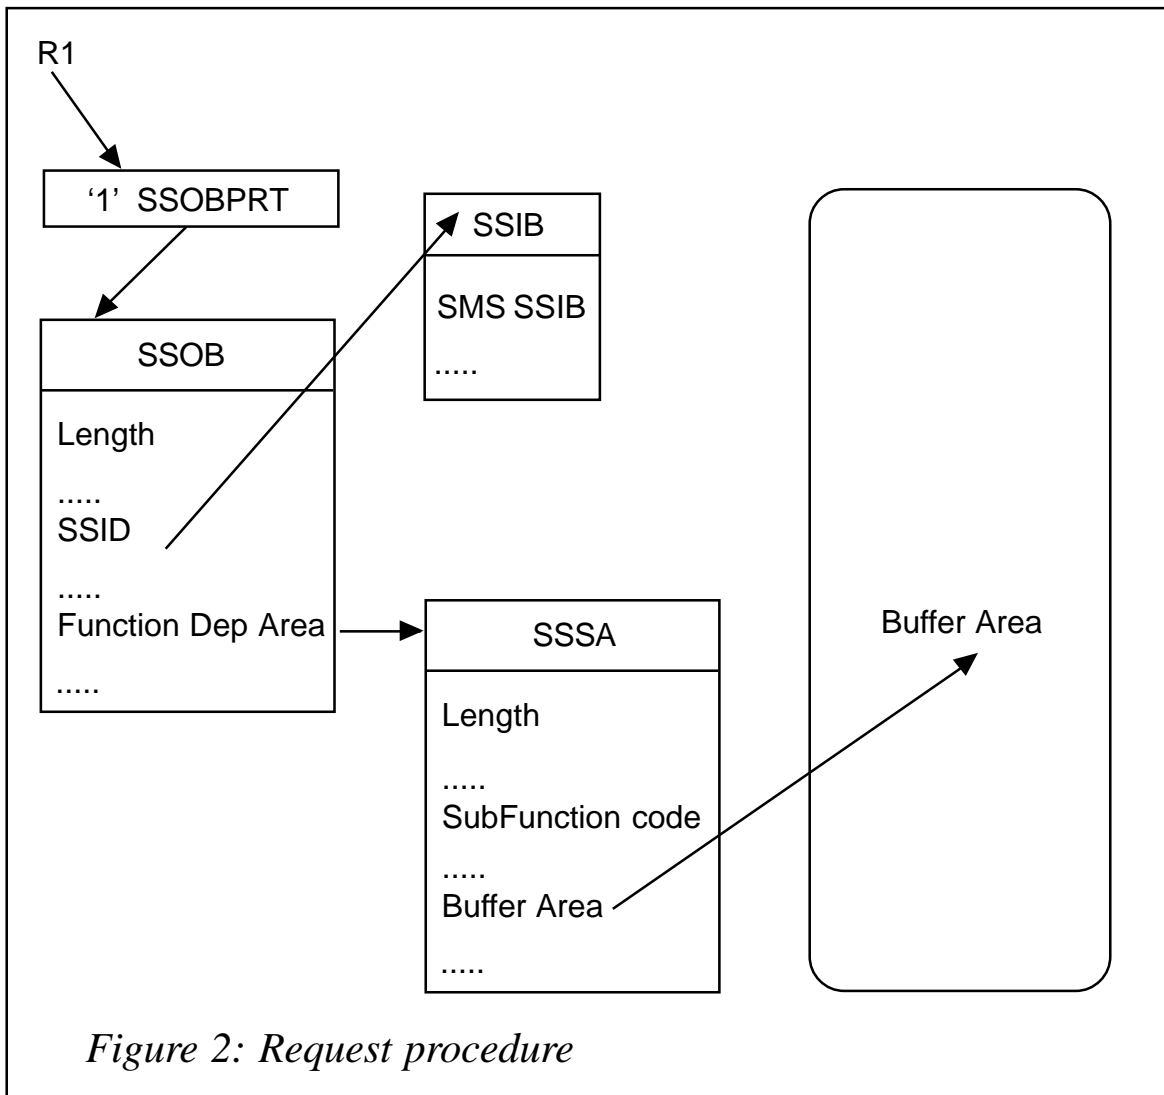 R1
‘1’ SSOBPRT
SSOB
Length
.....
SSID
.....
Function Dep Area
.....
SSIB
SMS SSIB
.....
SSSA
Length
.....
SubFunction code
.....
Buffer Area
.....
Buffer Area
Figure 2: Request procedure